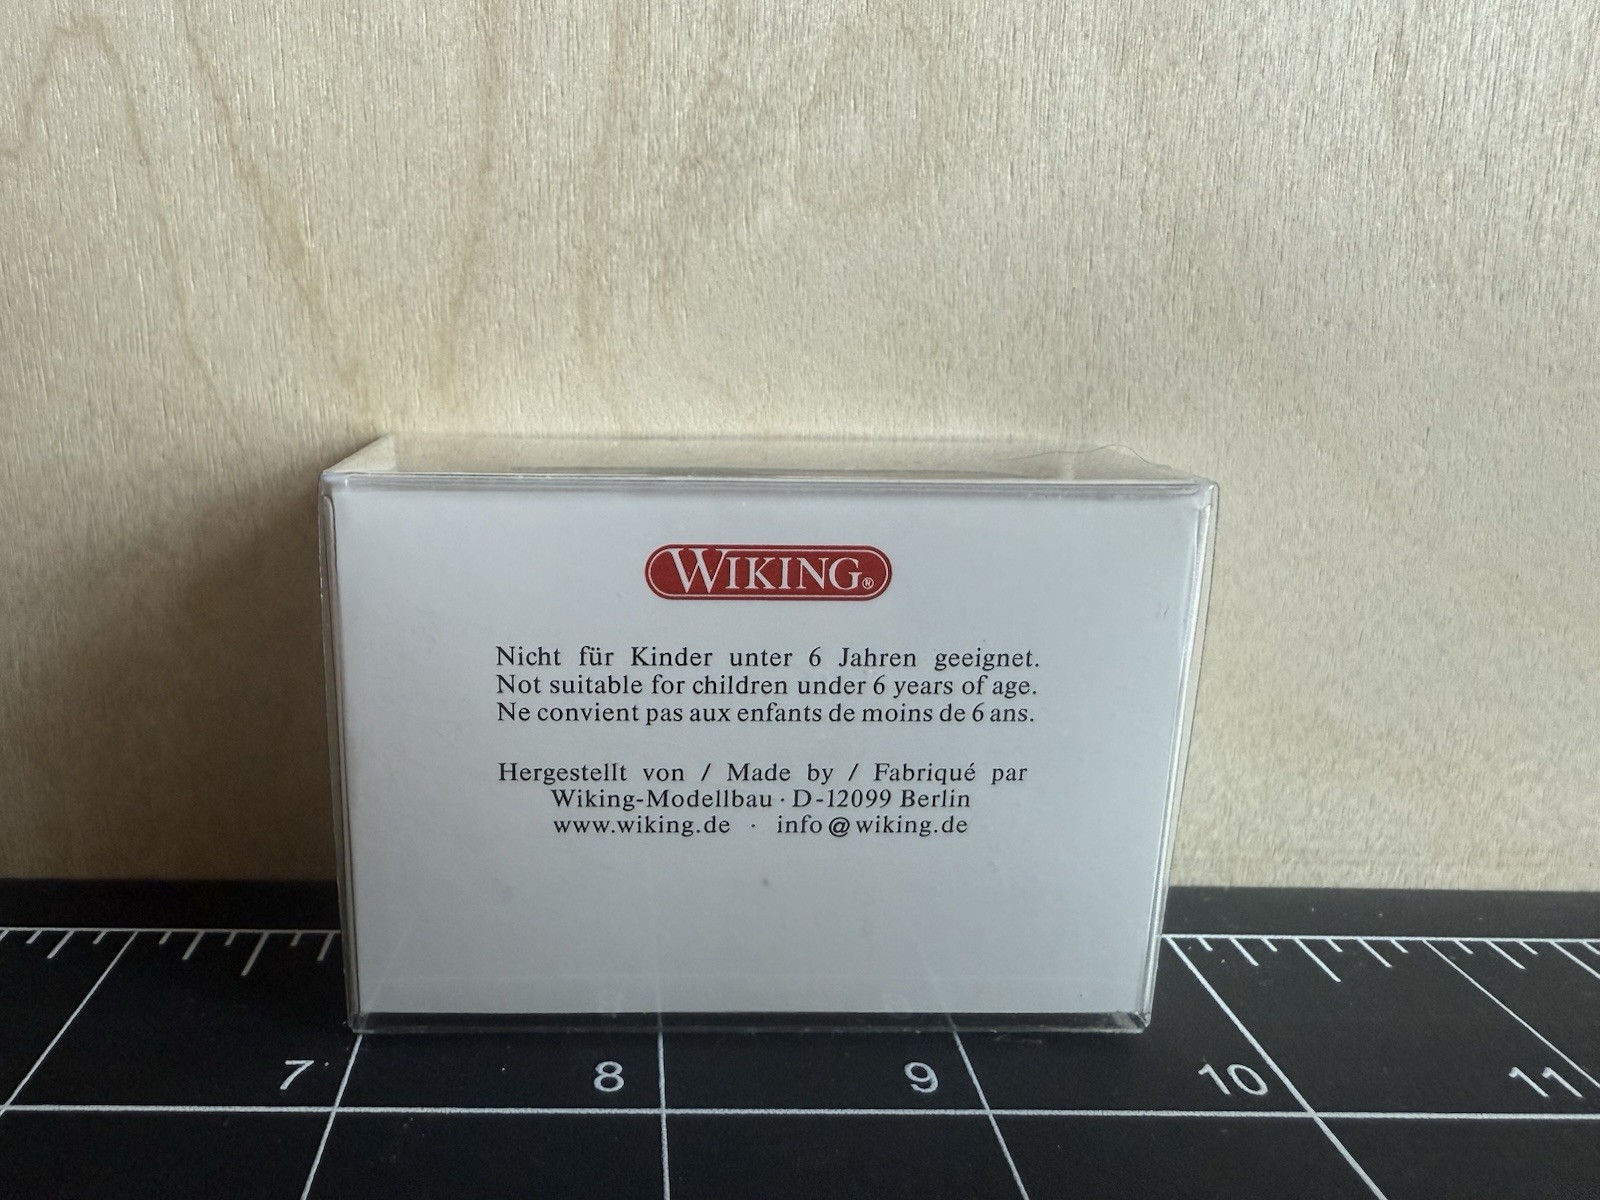 WIKING®
Nicht für Kinder unter 6 Jahren geeignet.
Not suitable for children under 6 years of age.
Ne convient pas aux enfants de moins de 6 ans.
Hergestellt von / Made by / Fabriqué par
Wiking-Modellbau · D-12099 Berlin
www.wiking.de · info@wiking.de
7 8 9 10 11